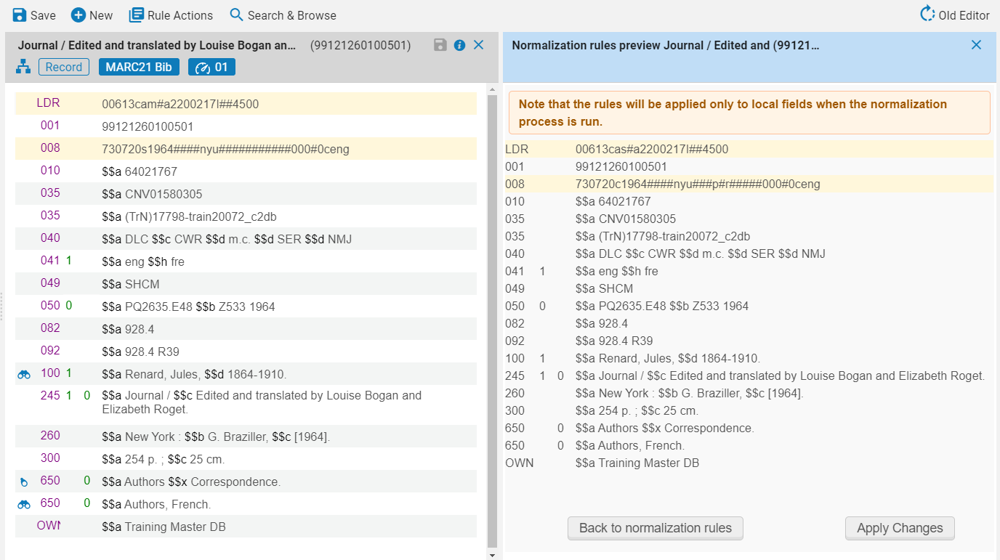 Save New Rule Actions Search & Browse Old Editor
Journal / Edited and translated by Louise Bogan an... (99121260100501)
Record MARC21 Bib 01
LDR 00613cam#a2200217l##4500
001 99121260100501
008 730720s1964####nyu###########000#0ceng
010 $$a 64021767
035 $$a CNV01580305
035 $$a (TrN)17798-train20072_c2db
040 $$a DLC $$c CWR $$d m.c. $$d SER $$d NMJ
041 1 $$a eng $$h fre
049 $$a SHCM
050 0 $$a PQ2635.E48 $$b Z533 1964
082 $$a 928.4
092 $$a 928.4 R39
100 1 $$a Renard, Jules, $$d 1864-1910.
245 1 0 $$a Journal / $$c Edited and translated by Louise Bogan and
Elizabeth Roget.
260 $$a New York : $$b G. Braziller, $$c [1964].
300 $$a 254 p. ; $$c 25 cm.
650 0 $$a Authors $$x Correspondence.
650 0 $$a Authors, French.
OWN $$a Training Master DB
Normalization rules preview Journal / Edited and (99121...
Note that the rules will be applied only to local fields when the normalization
process is run.
LDR 00613cas#a2200217l##4500
001 99121260100501
008 730720c1964####nyu###p#r#####000#0ceng
010 $$a 64021767
035 $$a CNV01580305
035 $$a (TrN)17798-train20072_c2db
040 $$a DLC $$c CWR $$d m.c. $$d SER $$d NMJ
041 1 $$a eng $$h fre
049 $$a SHCM
050 0 $$a PQ2635.E48 $$b Z533 1964
082 $$a 928.4
092 $$a 928.4 R39
100 1 $$a Renard, Jules, $$d 1864-1910.
245 1 0 $$a Journal / $$c Edited and translated by Louise Bogan and Elizabeth Roget.
260 $$a New York : $$b G. Braziller, $$c [1964].
300 $$a 254 p. ; $$c 25 cm.
650 0 $$a Authors $$x Correspondence.
650 0 $$a Authors, French.
OWN $$a Training Master DB
Back to normalization rules Apply Changes